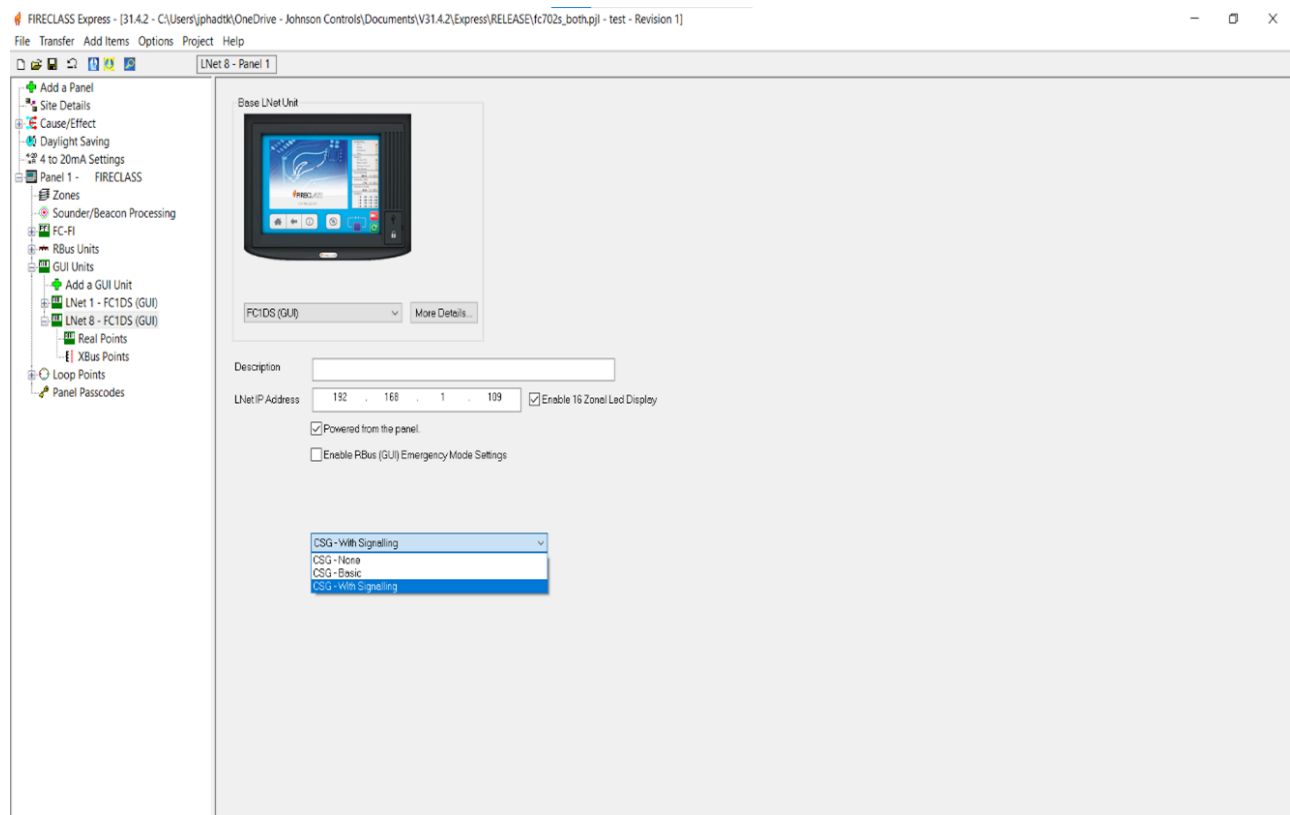 FIRECLASS Express - [31.4.2 - C:\Users\jphadtk\OneDrive - Johnson Controls\Documents\V31.4.2\Express\RELEASE\fc702s_both.pjl - test - Revision 1]
File Transfer Add Items Options Project Help
LNet 8 - Panel 1
Add a Panel
Site Details
Cause/Effect
Daylight Saving
4 to 20mA Settings
Panel 1 - FIRECLASS
Zones
Sounder/Beacon Processing
FC-FI
RBus Units
GUI Units
Add a GUI Unit
LNet 1 - FC1DS (GUI)
LNet 8 - FC1DS (GUI)
Real Points
XBus Points
Loop Points
Panel Passcodes
Base LNet Unit
FIRECLASS
FC1DS (GUI)
More Details...
Description
LNet IP Address 192 . 168 . 1 . 109 Enable 16 Zonal Led Display
Powered from the panel.
Enable RBus (GUI) Emergency Mode Settings
CSG - With Signalling
CSG - None
CSG - Basic
CSG - With Signalling